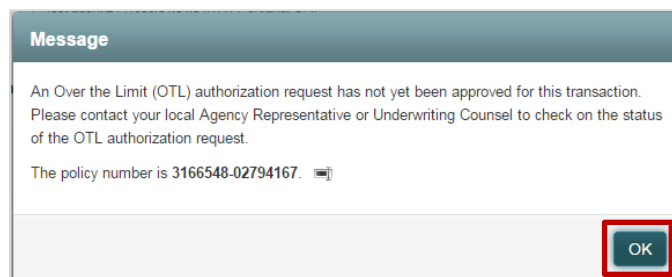 Message
An Over the Limit (OTL) authorization request has not yet been approved for this transaction.
Please contact your local Agency Representative or Underwriting Counsel to check on the status
of the OTL authorization request.
The policy number is 3166548-02794167.
OK